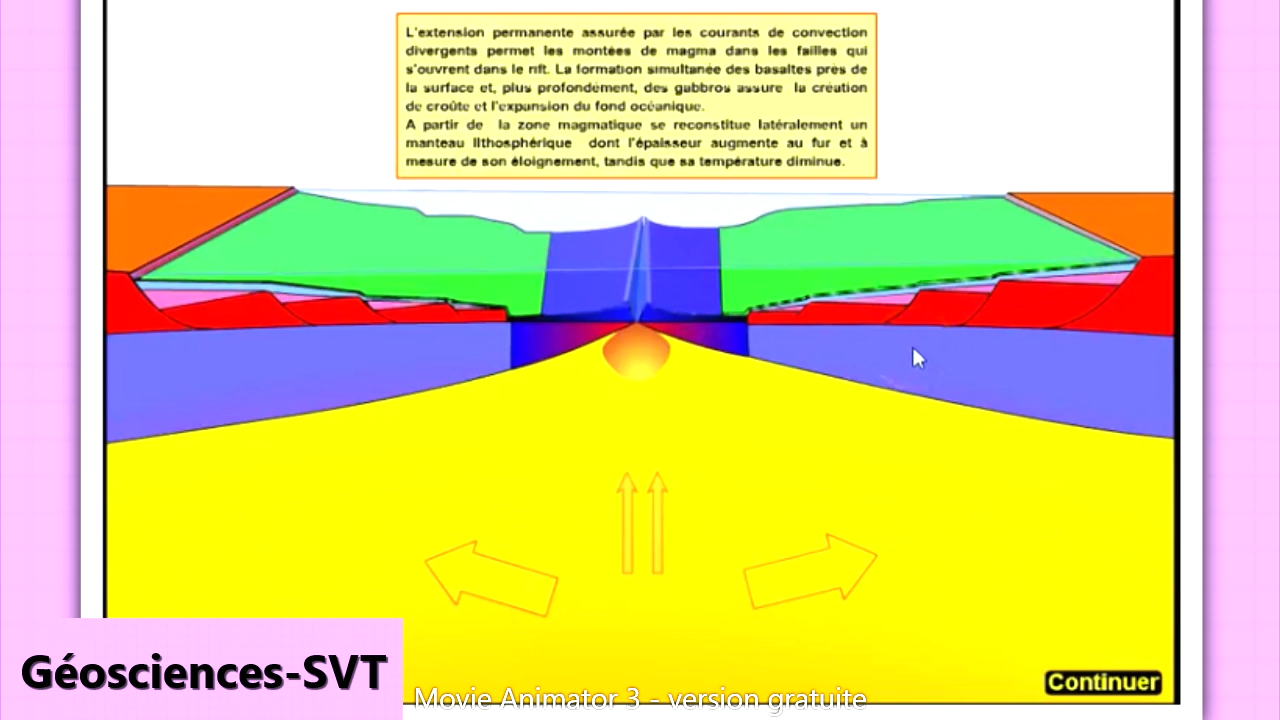 L'extension permanente assurée par les courants de convection
divergents permet les montées de magma dans les failles qui
s'ouvrent dans le rift. La formation simultanée des basaltes près de
la surface et, plus profondément, des gabbros assure la création
de croûte et l'expansion du fond océanique.
A partir de la zone magmatique se reconstitue latéralement un
manteau lithosphérique dont l'épaisseur augmente au fur et à
mesure de son éloignement, tandis que sa température diminue.
Continuer
Géosciences-SVT
Movie Animator 3 - version gratuite